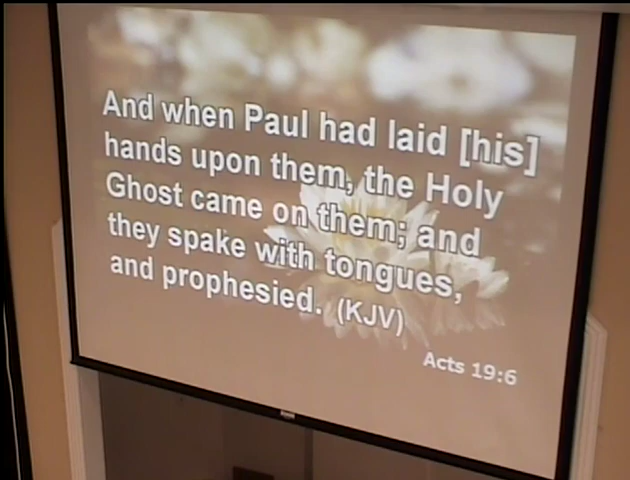 And when Paul had laid [his]
hands upon them, the Holy
Ghost came on them; and
they spake with tongues,
and prophesied. (KJV)
Acts 19:6